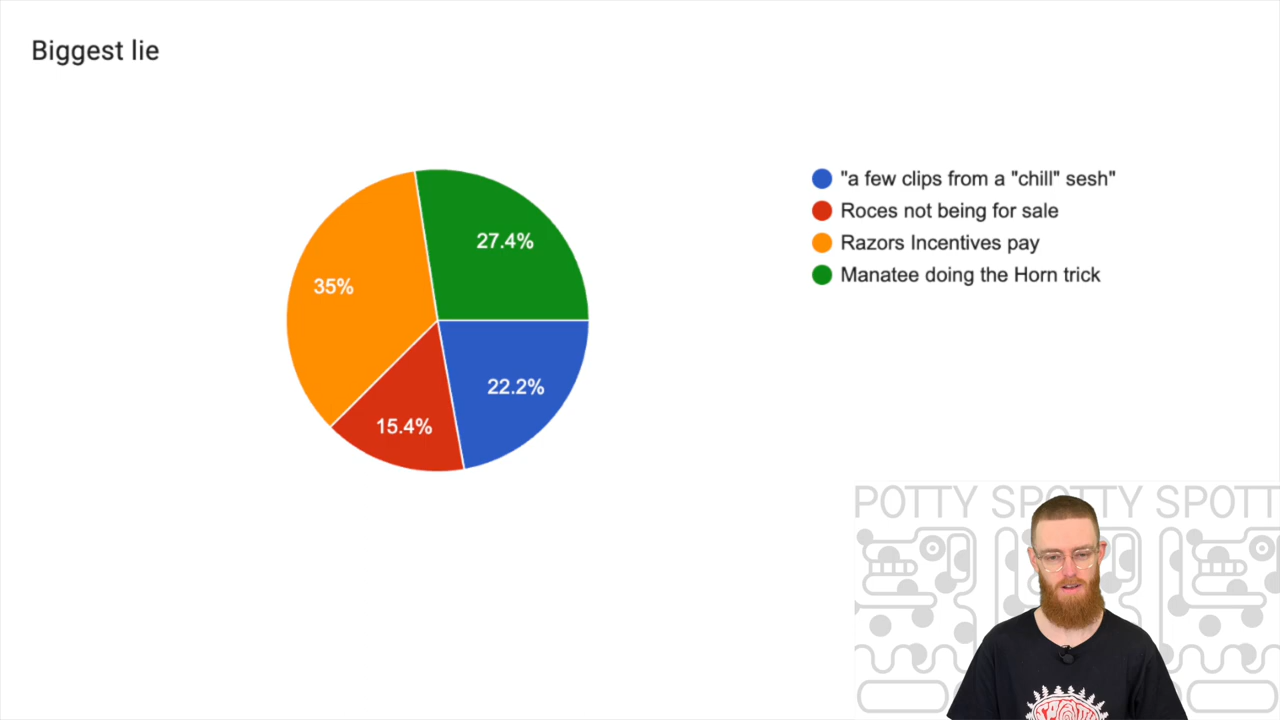 Biggest lie
27.4%
35%
22.2%
15.4%
"a few clips from a "chill" sesh"
Roces not being for sale
Razors Incentives pay
Manatee doing the Horn trick
POTTY SPOTTY SPOTT